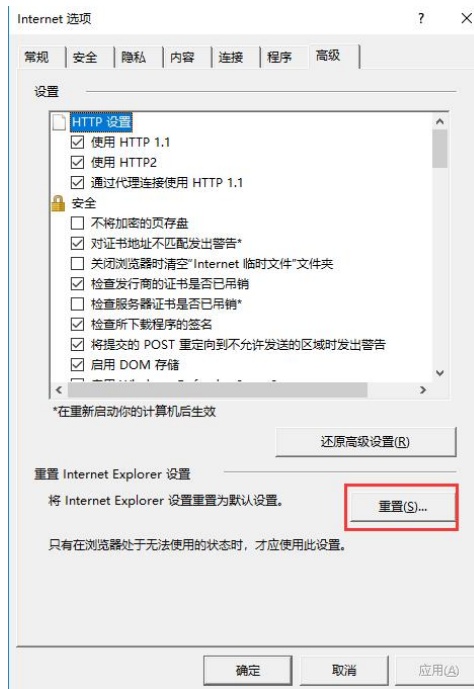 Internet 选项
常规 安全 隐私 内容 连接 程序 高级
设置
HTTP 设置
使用 HTTP 1.1
使用 HTTP2
通过代理连接使用 HTTP 1.1
安全
不将加密的页存盘
对证书地址不匹配发出警告*
关闭浏览器时清空"Internet 临时文件"文件夹
检查发行商的证书是否已吊销
检查服务器证书是否已吊销*
检查所下载程序的签名
将提交的 POST 重定向到不允许发送的区域时发出警告
启用 DOM 存储
*在重新启动你的计算机后生效
还原高级设置(R)
重置 Internet Explorer 设置
将 Internet Explorer 设置重置为默认设置。
重置(S)...
只有在浏览器处于无法使用的状态时，才应使用此设置。
确定 取消 应用(A)